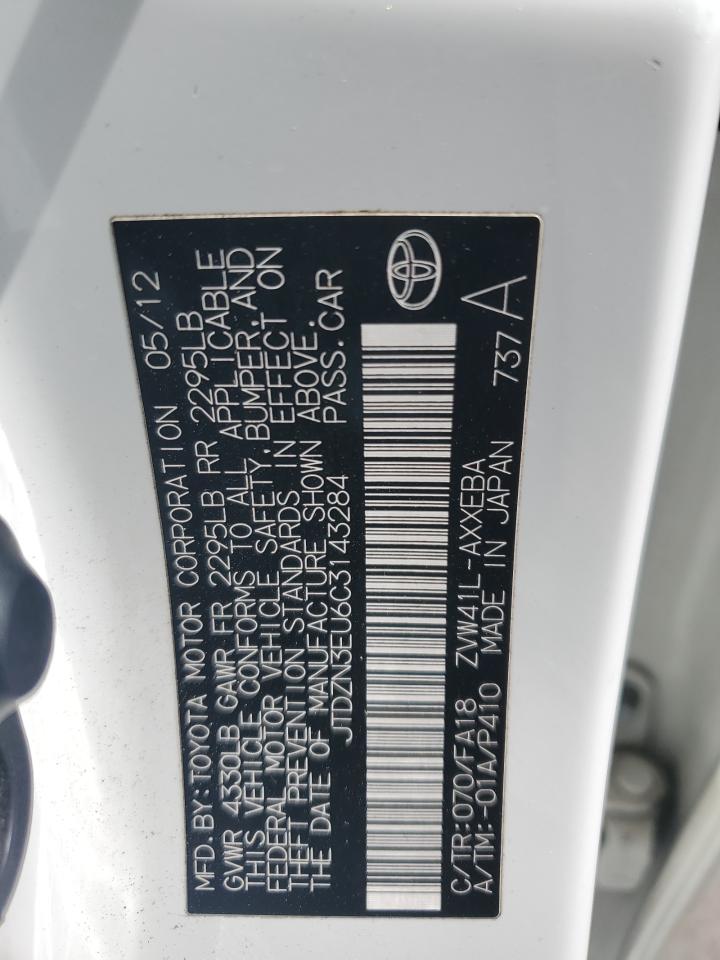 MFD. BY: TOYOTA MOTOR CORPORATION 05/12
GVWR 4330LB GAWR FR 2295LB RR 2295LB
THIS VEHICLE CONFORMS TO ALL APPLICABLE
FEDERAL MOTOR VEHICLE SAFETY, BUMPER, AND
THEFT PREVENTION STANDARDS IN EFFECT ON
THE DATE OF MANUFACTURE SHOWN ABOVE.
JTDZN3EU6C3143284 PASS. CAR
C/TR: 070/FA18 ZVW41L-AXXEBA 737 A
A/TM: -01A/P410 MADE IN JAPAN